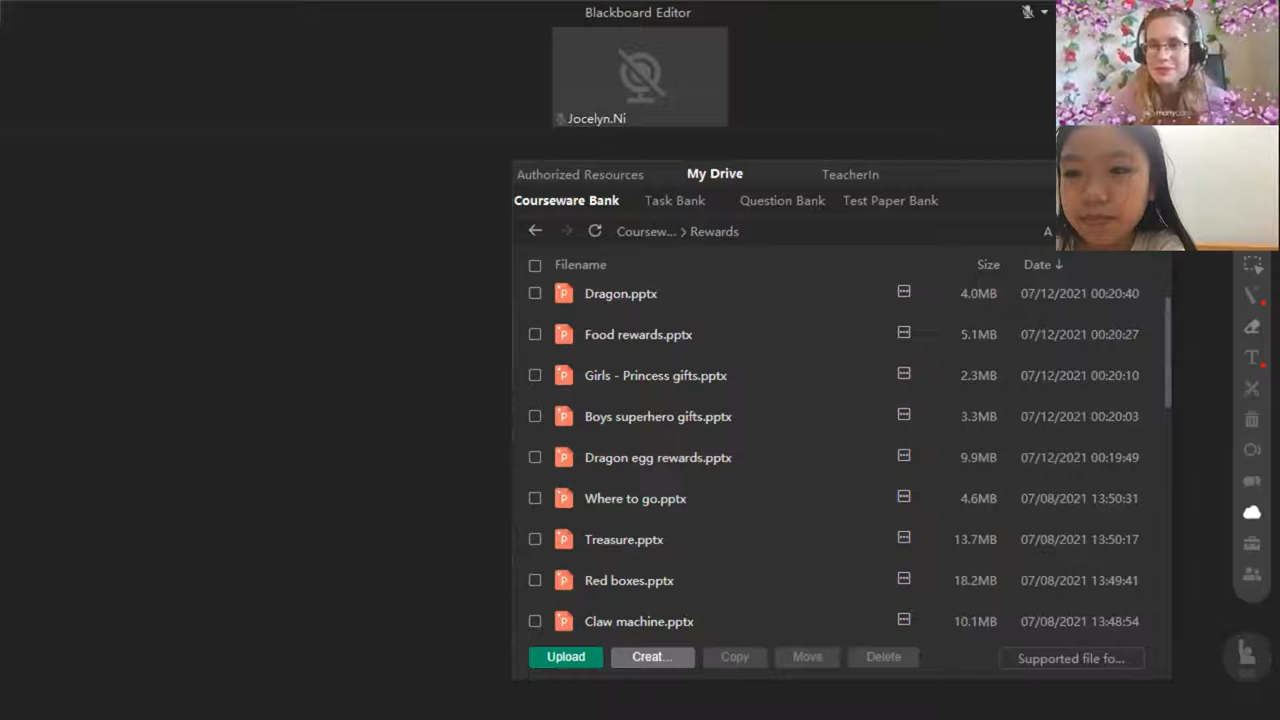 Blackboard Editor
Jocelyn.Ni
Authorized Resources My Drive TeacherIn
Courseware Bank Task Bank Question Bank Test Paper Bank
Coursew... > Rewards A
Filename Size Date ↓
Dragon.pptx 4.0MB 07/12/2021 00:20:40
Food rewards.pptx 5.1MB 07/12/2021 00:20:27
Girls - Princess gifts.pptx 2.3MB 07/12/2021 00:20:10
Boys superhero gifts.pptx 3.3MB 07/12/2021 00:20:03
Dragon egg rewards.pptx 9.9MB 07/12/2021 00:19:49
Where to go.pptx 4.6MB 07/08/2021 13:50:31
Treasure.pptx 13.7MB 07/08/2021 13:50:17
Red boxes.pptx 18.2MB 07/08/2021 13:49:41
Claw machine.pptx 10.1MB 07/08/2021 13:48:54
Upload Creat... Copy Move Delete Supported file fo...